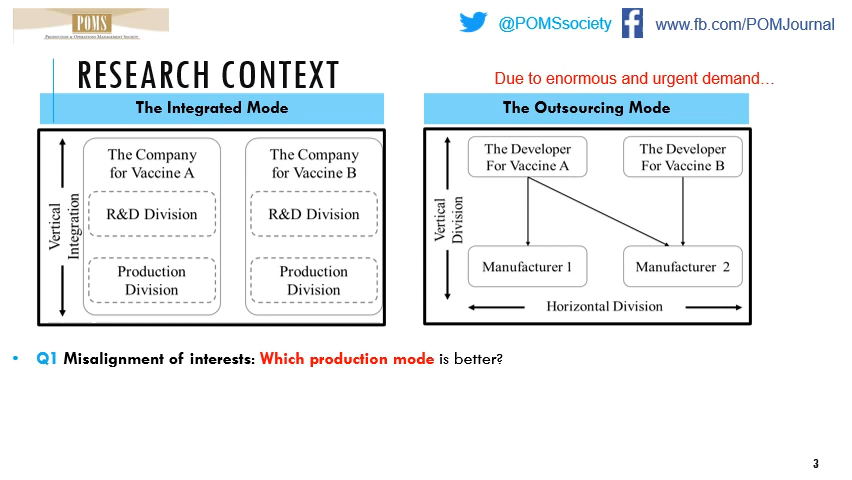 POMS
PRODUCTION & OPERATIONS MANAGEMENT SOCIETY
@POMSsociety
www.fb.com/POMJournal
RESEARCH CONTEXT
Due to enormous and urgent demand…
The Integrated Mode
Vertical
Integration
The Company
for Vaccine A
R&D Division
Production
Division
The Company
for Vaccine B
R&D Division
Production
Division
The Outsourcing Mode
Vertical
Division
The Developer
For Vaccine A
The Developer
For Vaccine B
Manufacturer 1
Manufacturer 2
Horizontal Division
• Q1 Misalignment of interests: Which production mode is better?
3